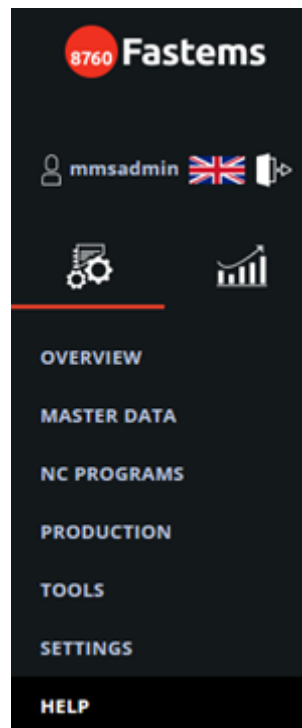 8760 Fastems
mmsadmin
OVERVIEW
MASTER DATA
NC PROGRAMS
PRODUCTION
TOOLS
SETTINGS
HELP